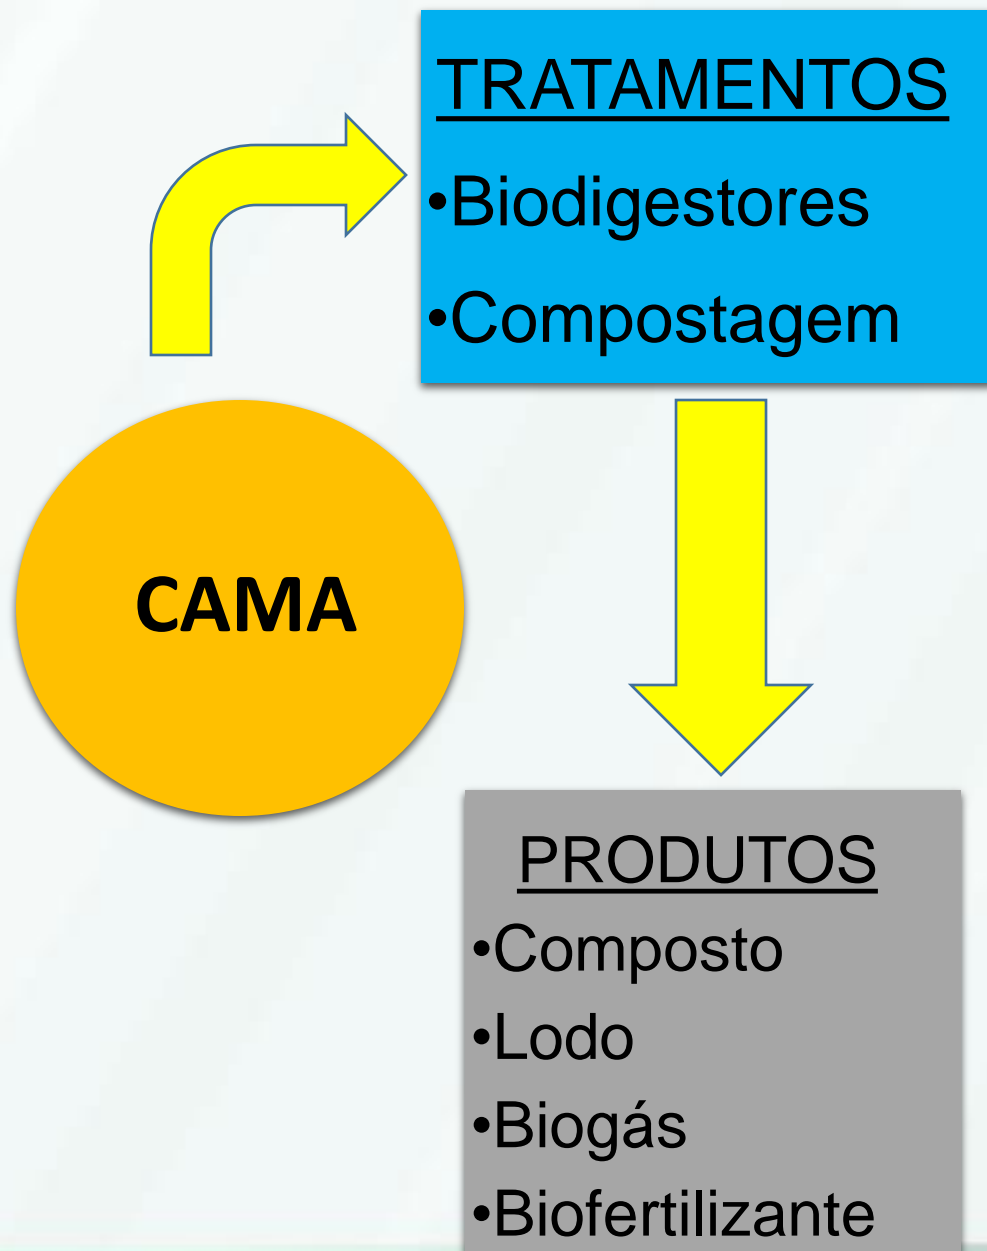 TRATAMENTOS
•Biodigestores
•Compostagem
CAMA
PRODUTOS
•Composto
•Lodo
•Biogás
•Biofertilizante